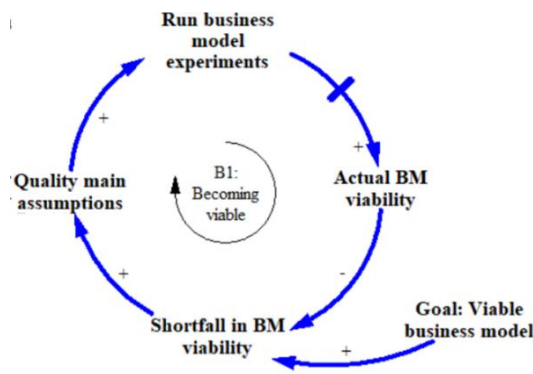 Run business
model
experiments
+
+
B1:
Becoming
viable
Quality main
assumptions
Actual BM
viability
+
-
Shortfall in BM
viability
Goal: Viable
business model
+